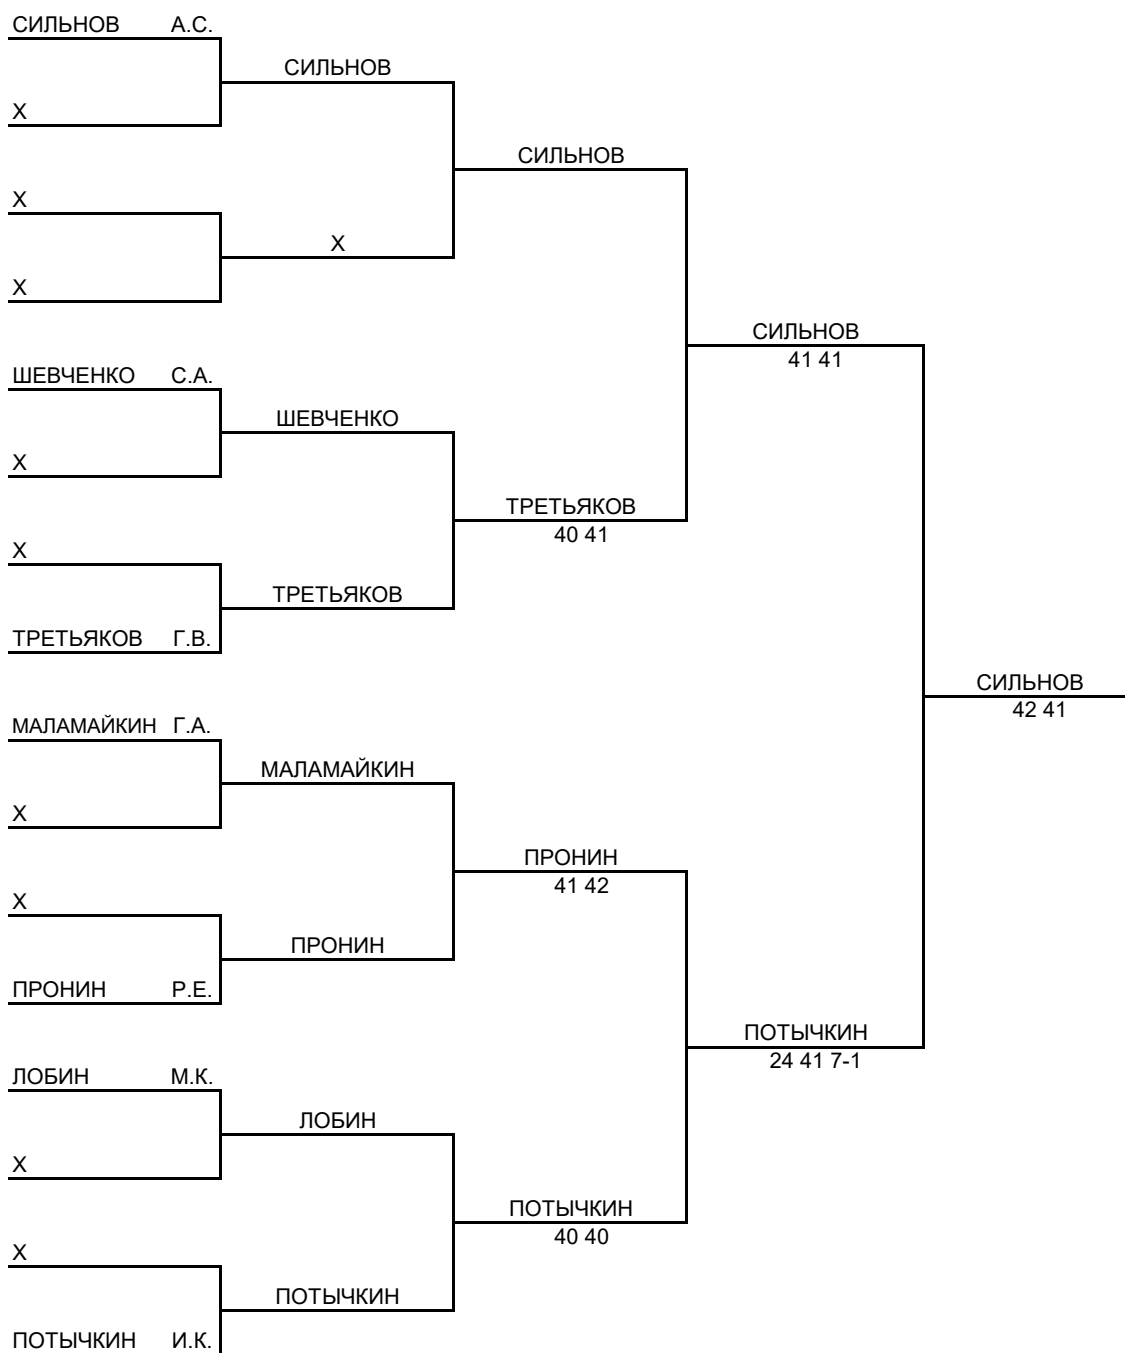 СИЛЬНОВ А.С.
СИЛЬНОВ
X
СИЛЬНОВ
X
X
X
СИЛЬНОВ
41 41
ШЕВЧЕНКО С.А.
ШЕВЧЕНКО
X
ТРЕТЬЯКОВ
40 41
X
ТРЕТЬЯКОВ
ТРЕТЬЯКОВ Г.В.
СИЛЬНОВ
42 41
МАЛАМАЙКИН Г.А.
МАЛАМАЙКИН
X
ПРОНИН
41 42
X
ПРОНИН
ПРОНИН Р.Е.
ПОТЫЧКИН
24 41 7-1
ЛОБИН М.К.
ЛОБИН
X
ПОТЫЧКИН
40 40
X
ПОТЫЧКИН
ПОТЫЧКИН И.К.